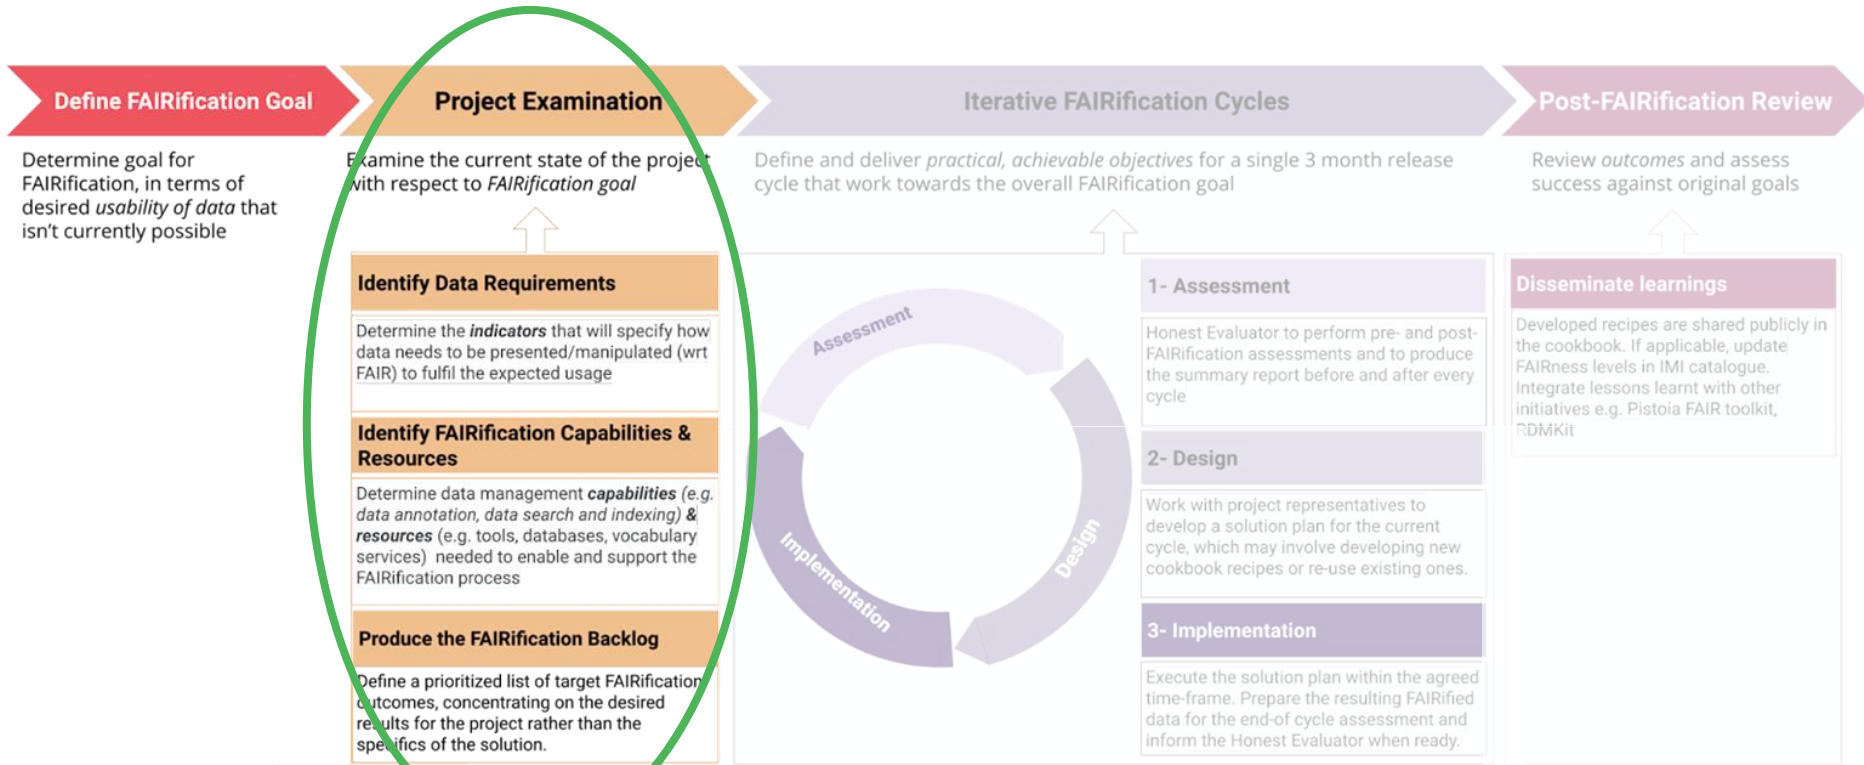 Define FAIRification Goal
Project Examination
Iterative FAIRification Cycles
Post-FAIRification Review
Determine goal for
FAIRification, in terms of
desired usability of data that
isn't currently possible
Examine the current state of the project
with respect to FAIRification goal
Define and deliver practical, achievable objectives for a single 3 month release
cycle that work towards the overall FAIRification goal
Review outcomes and assess
success against original goals
Identify Data Requirements
Determine the indicators that will specify how
data needs to be presented/manipulated (wrt
FAIR) to fulfil the expected usage
Identify FAIRification Capabilities &
Resources
Determine data management capabilities (e.g.
data annotation, data search and indexing) &
resources (e.g. tools, databases, vocabulary
services) needed to enable and support the
FAIRification process
Produce the FAIRification Backlog
Define a prioritized list of target FAIRification
outcomes, concentrating on the desired
results for the project rather than the
specifics of the solution.
Assessment
Design
Implementation
1- Assessment
Honest Evaluator to perform pre- and post-
FAIRification assessments and to produce
the summary report before and after every
cycle
2- Design
Work with project representatives to
develop a solution plan for the current
cycle, which may involve developing new
cookbook recipes or re-use existing ones.
3- Implementation
Execute the solution plan within the agreed
time-frame. Prepare the resulting FAIRified
data for the end-of cycle assessment and
inform the Honest Evaluator when ready.
Disseminate learnings
Developed recipes are shared publicly in
the cookbook. If applicable, update
FAIRness levels in IMI catalogue.
Integrate lessons learnt with other
initiatives e.g. Pistoia FAIR toolkit,
RDMKit